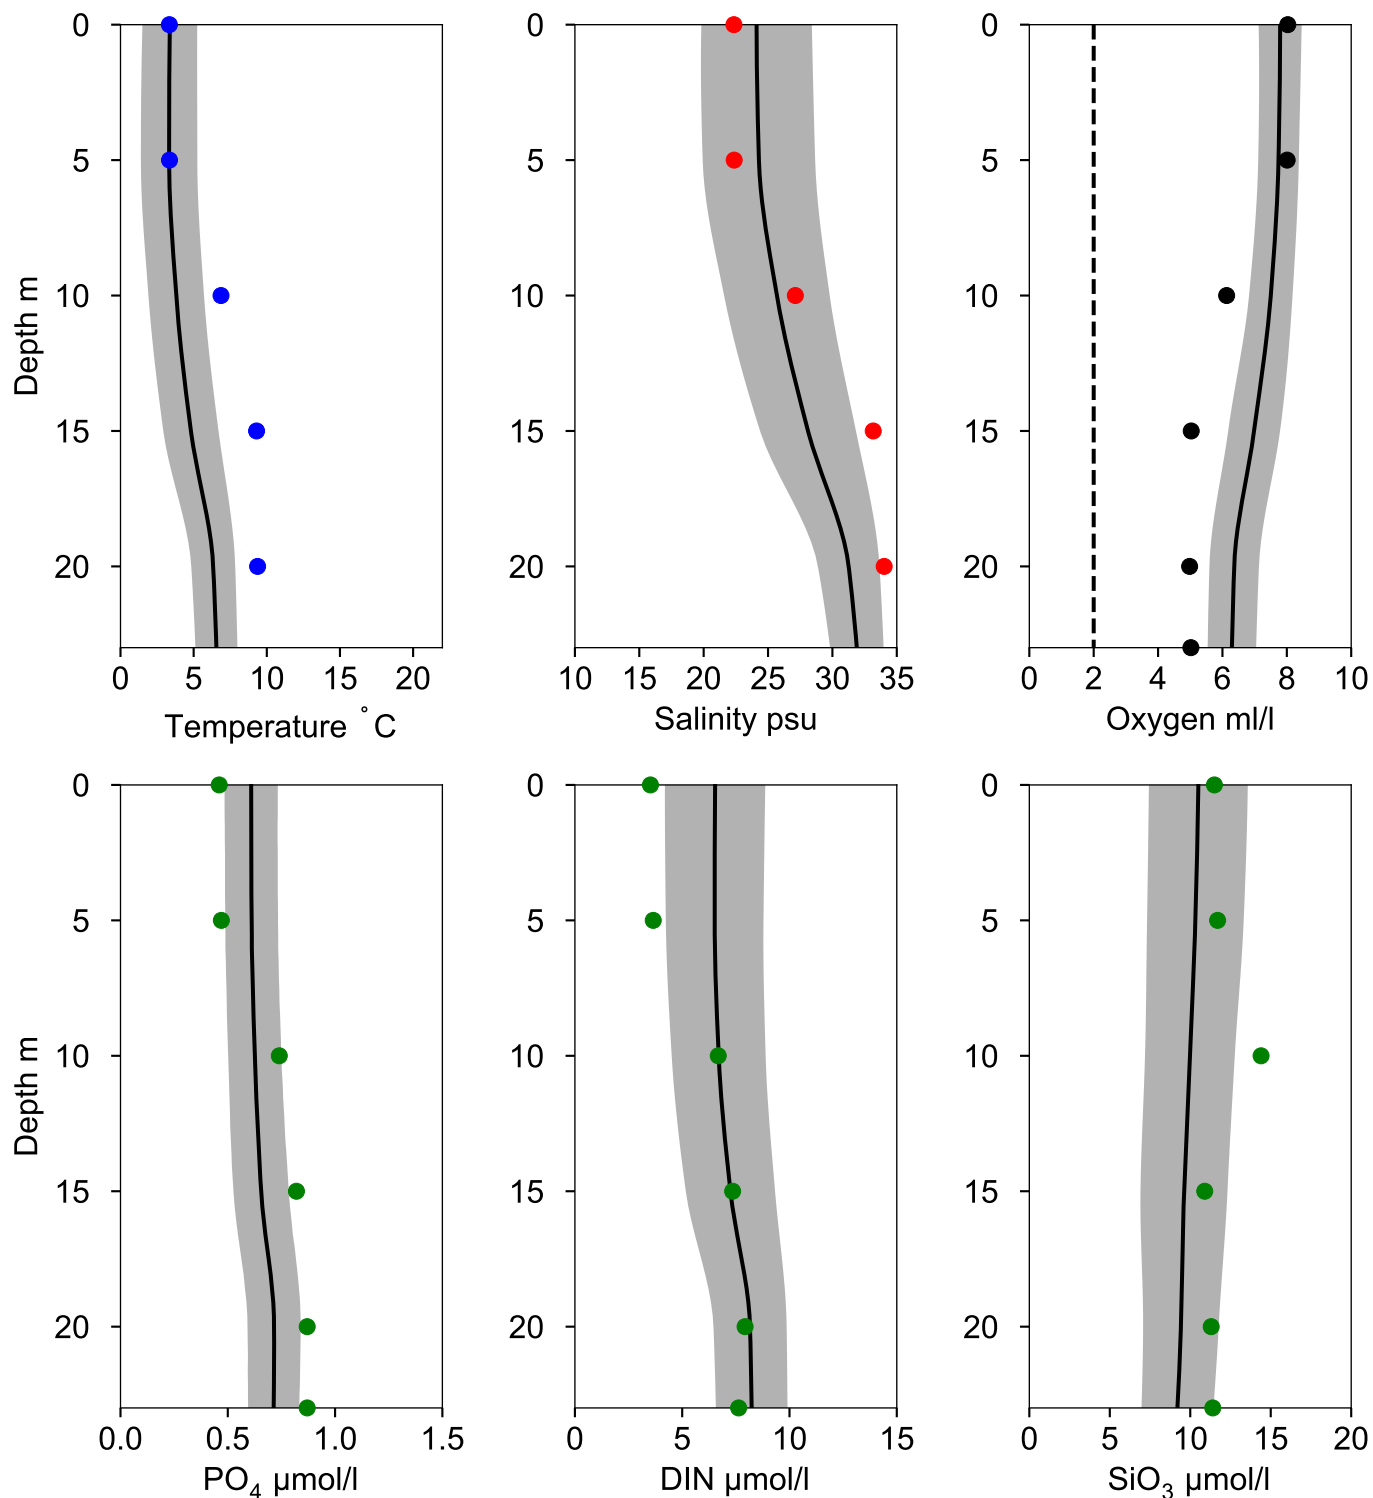 0
5
10
15
20
Depth m
0 5 10 15 20
Temperature °C
0
5
10
15
20
10 15 20 25 30 35
Salinity psu
0
5
10
15
20
0 2 4 6 8 10
Oxygen ml/l
0
5
10
15
20
Depth m
0.0 0.5 1.0 1.5
PO₄ µmol/l
0
5
10
15
20
0 5 10 15
DIN µmol/l
0
5
10
15
20
0 5 10 15 20
SiO₃ µmol/l